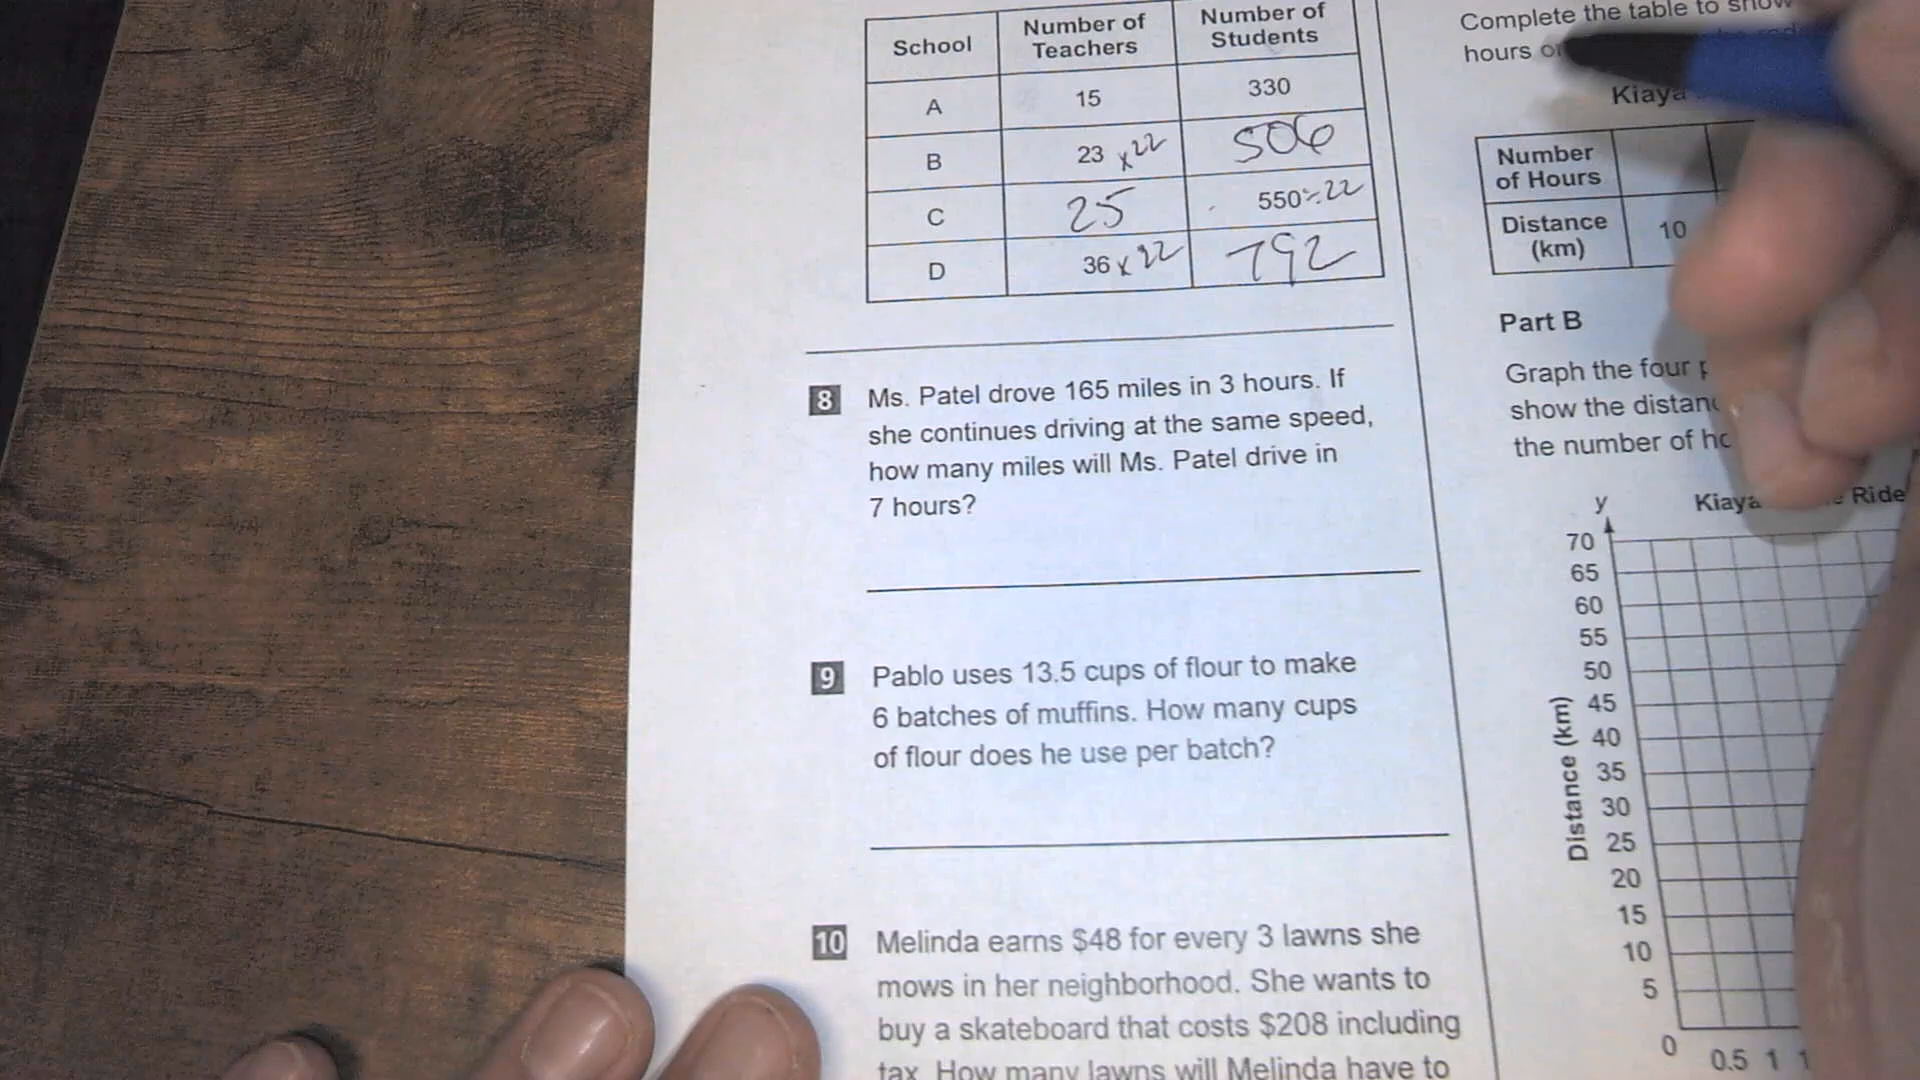 School Number of Teachers Number of Students
A 15 330
B 23 x22 506
C 25 550÷22
D 36 x22 792
8 Ms. Patel drove 165 miles in 3 hours. If
she continues driving at the same speed,
how many miles will Ms. Patel drive in
7 hours?
9 Pablo uses 13.5 cups of flour to make
6 batches of muffins. How many cups
of flour does he use per batch?
10 Melinda earns $48 for every 3 lawns she
mows in her neighborhood. She wants to
buy a skateboard that costs $208 including
tax. How many lawns will Melinda have to
Complete the table to show
hours
Kiaya
Number
of Hours
Distance
(km) 10
Part B
Graph the four
show the
the number of
y Kiaya Ride
70
65
60
55
50
45
40
35
30
25
20
15
10
5
0 0.5 1
Distance (km)